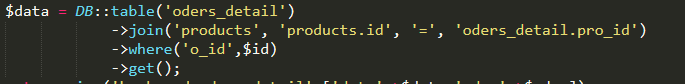 $data = DB::table('oders_detail')
->join('products', 'products.id', '=', 'oders_detail.pro_id')
->where('o_id',$id)
->get();